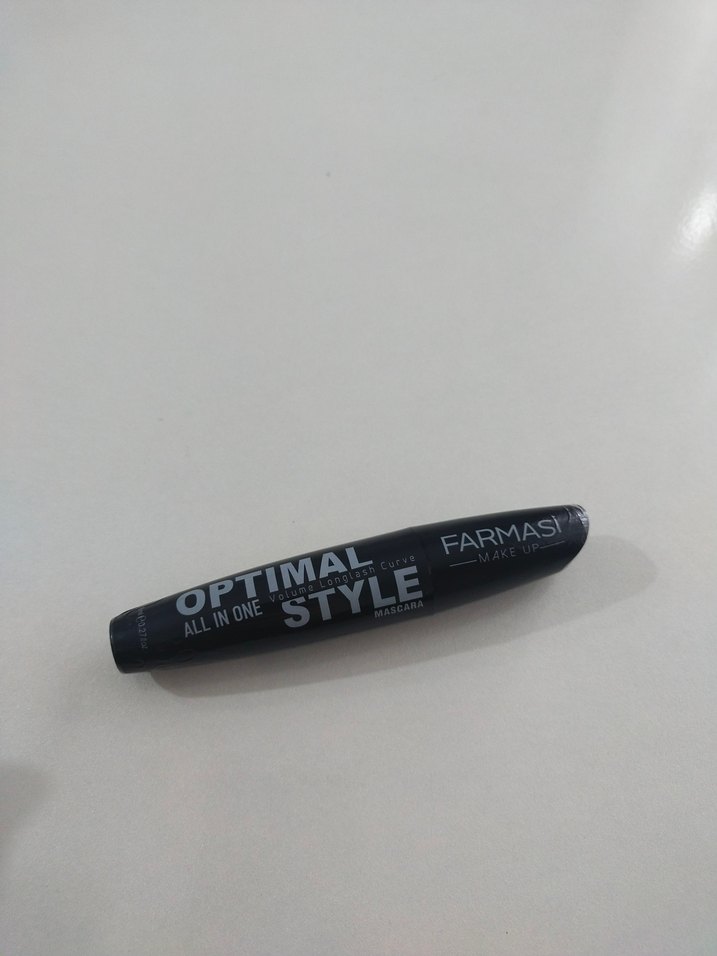 OPTIMAL
Volume Longlash Curve
ALL IN ONE
STYLE
MASCARA
FARMASİ
MAKE UP